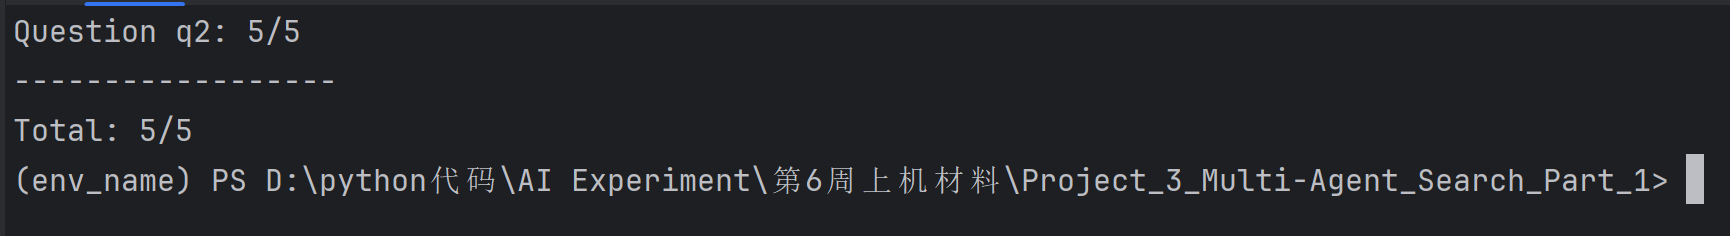 Question q2: 5/5
------------------
Total: 5/5
(env_name) PS D:\python代码\AI Experiment\第6周上机材料\Project_3_Multi-Agent_Search_Part_1>